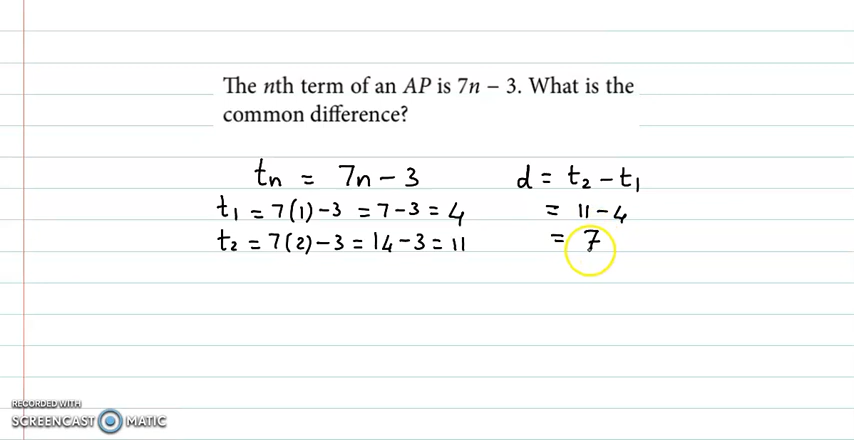 The nth term of an AP is 7n − 3. What is the
common difference?
tn = 7n − 3
t1 = 7(1) − 3 = 7 − 3 = 4
t2 = 7(2) − 3 = 14 − 3 = 11
d = t2 − t1
= 11 − 4
= 7
RECORDED WITH
SCREENCAST MATIC